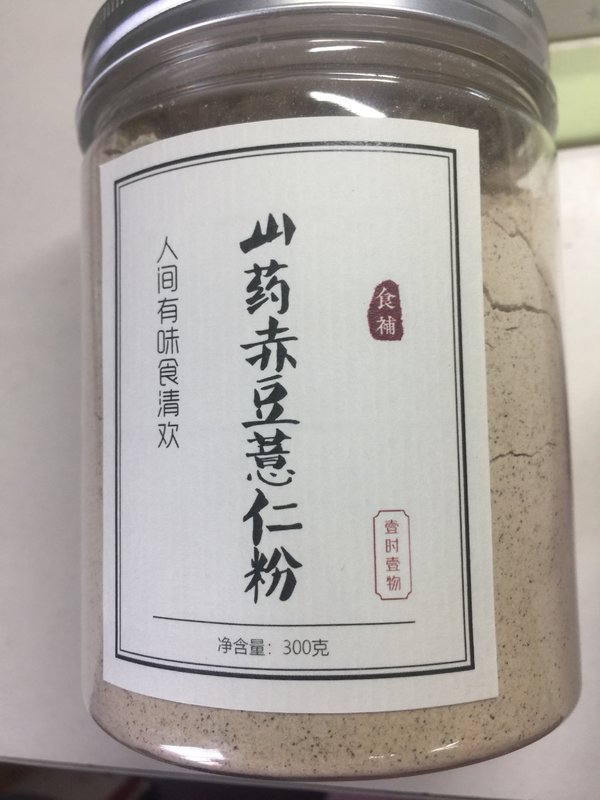 食補
山药赤豆薏仁粉
人间有味食清欢
壹时壹物
净含量：300克